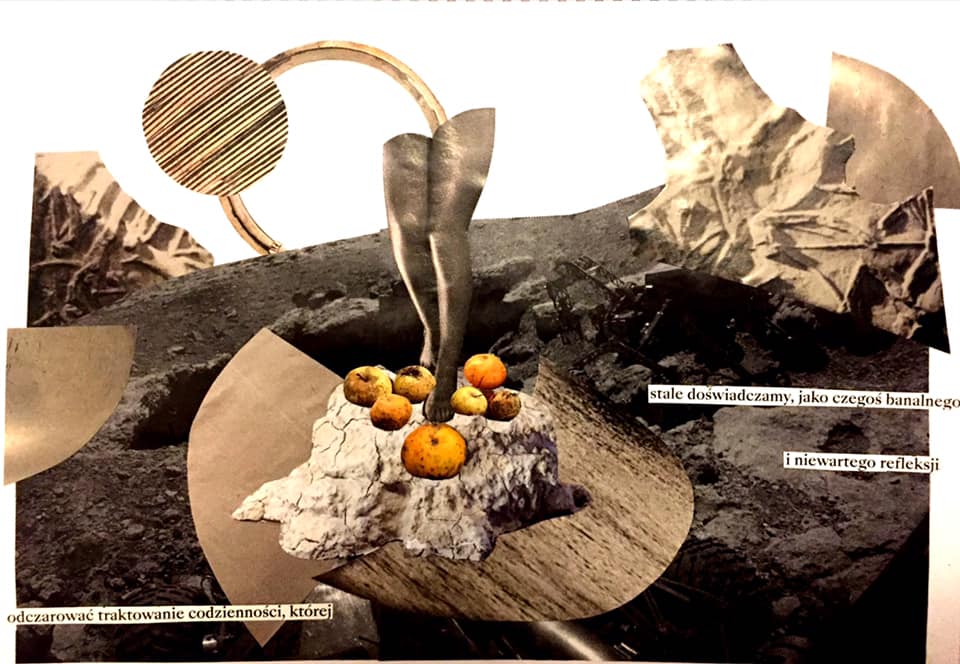 stale doświadczamy, jako czegoś banalnego
i niewartego refleksji
odczarować traktowanie codzienności, której